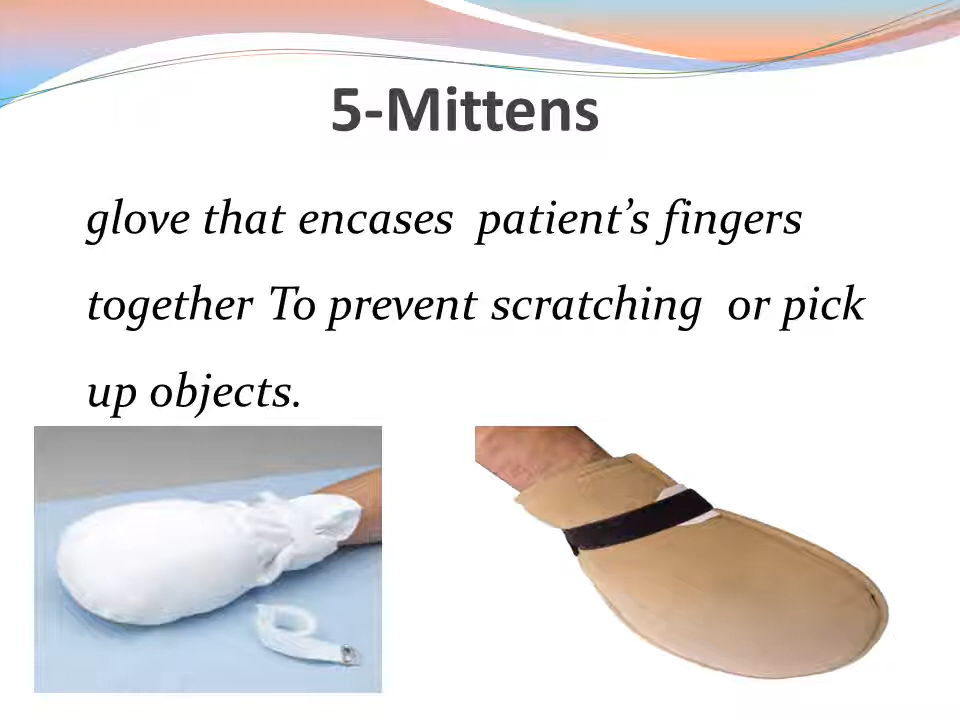 5-Mittens
glove that encases  patient’s fingers
together To prevent scratching  or pick
up objects.